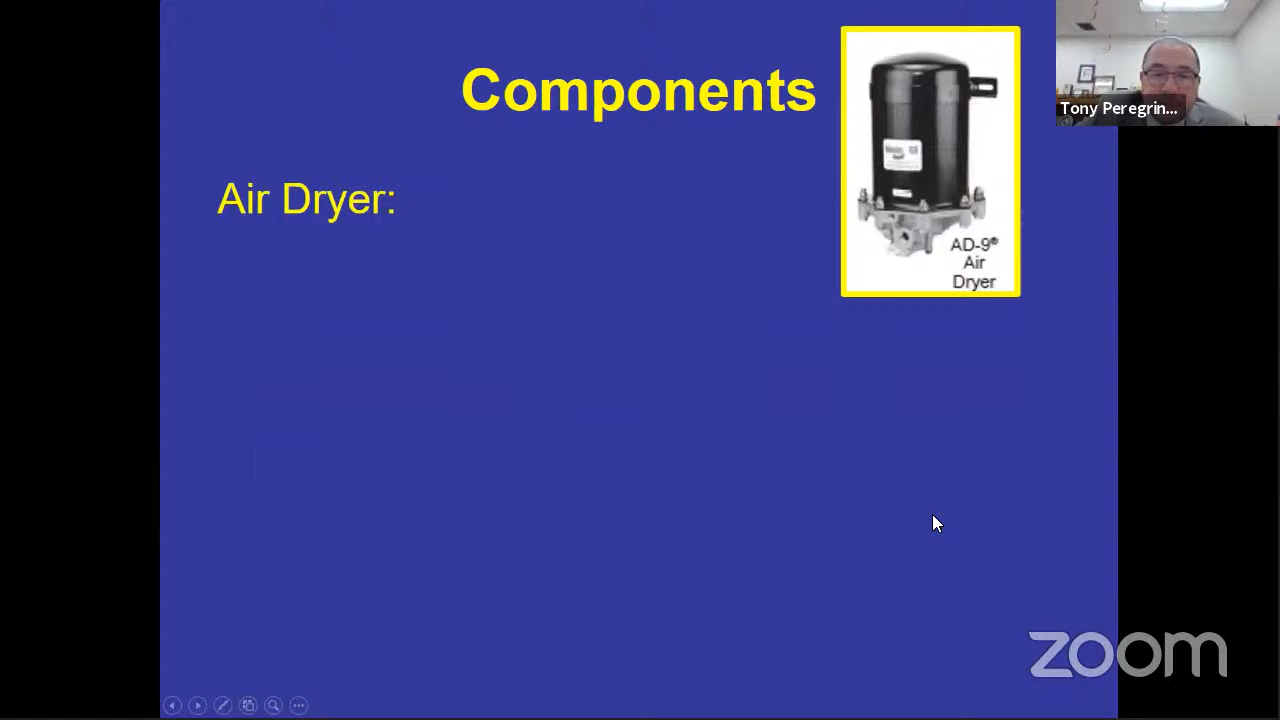 Components
Tony Peregrin...
Air Dryer:
AD-9®
Air
Dryer
zoom